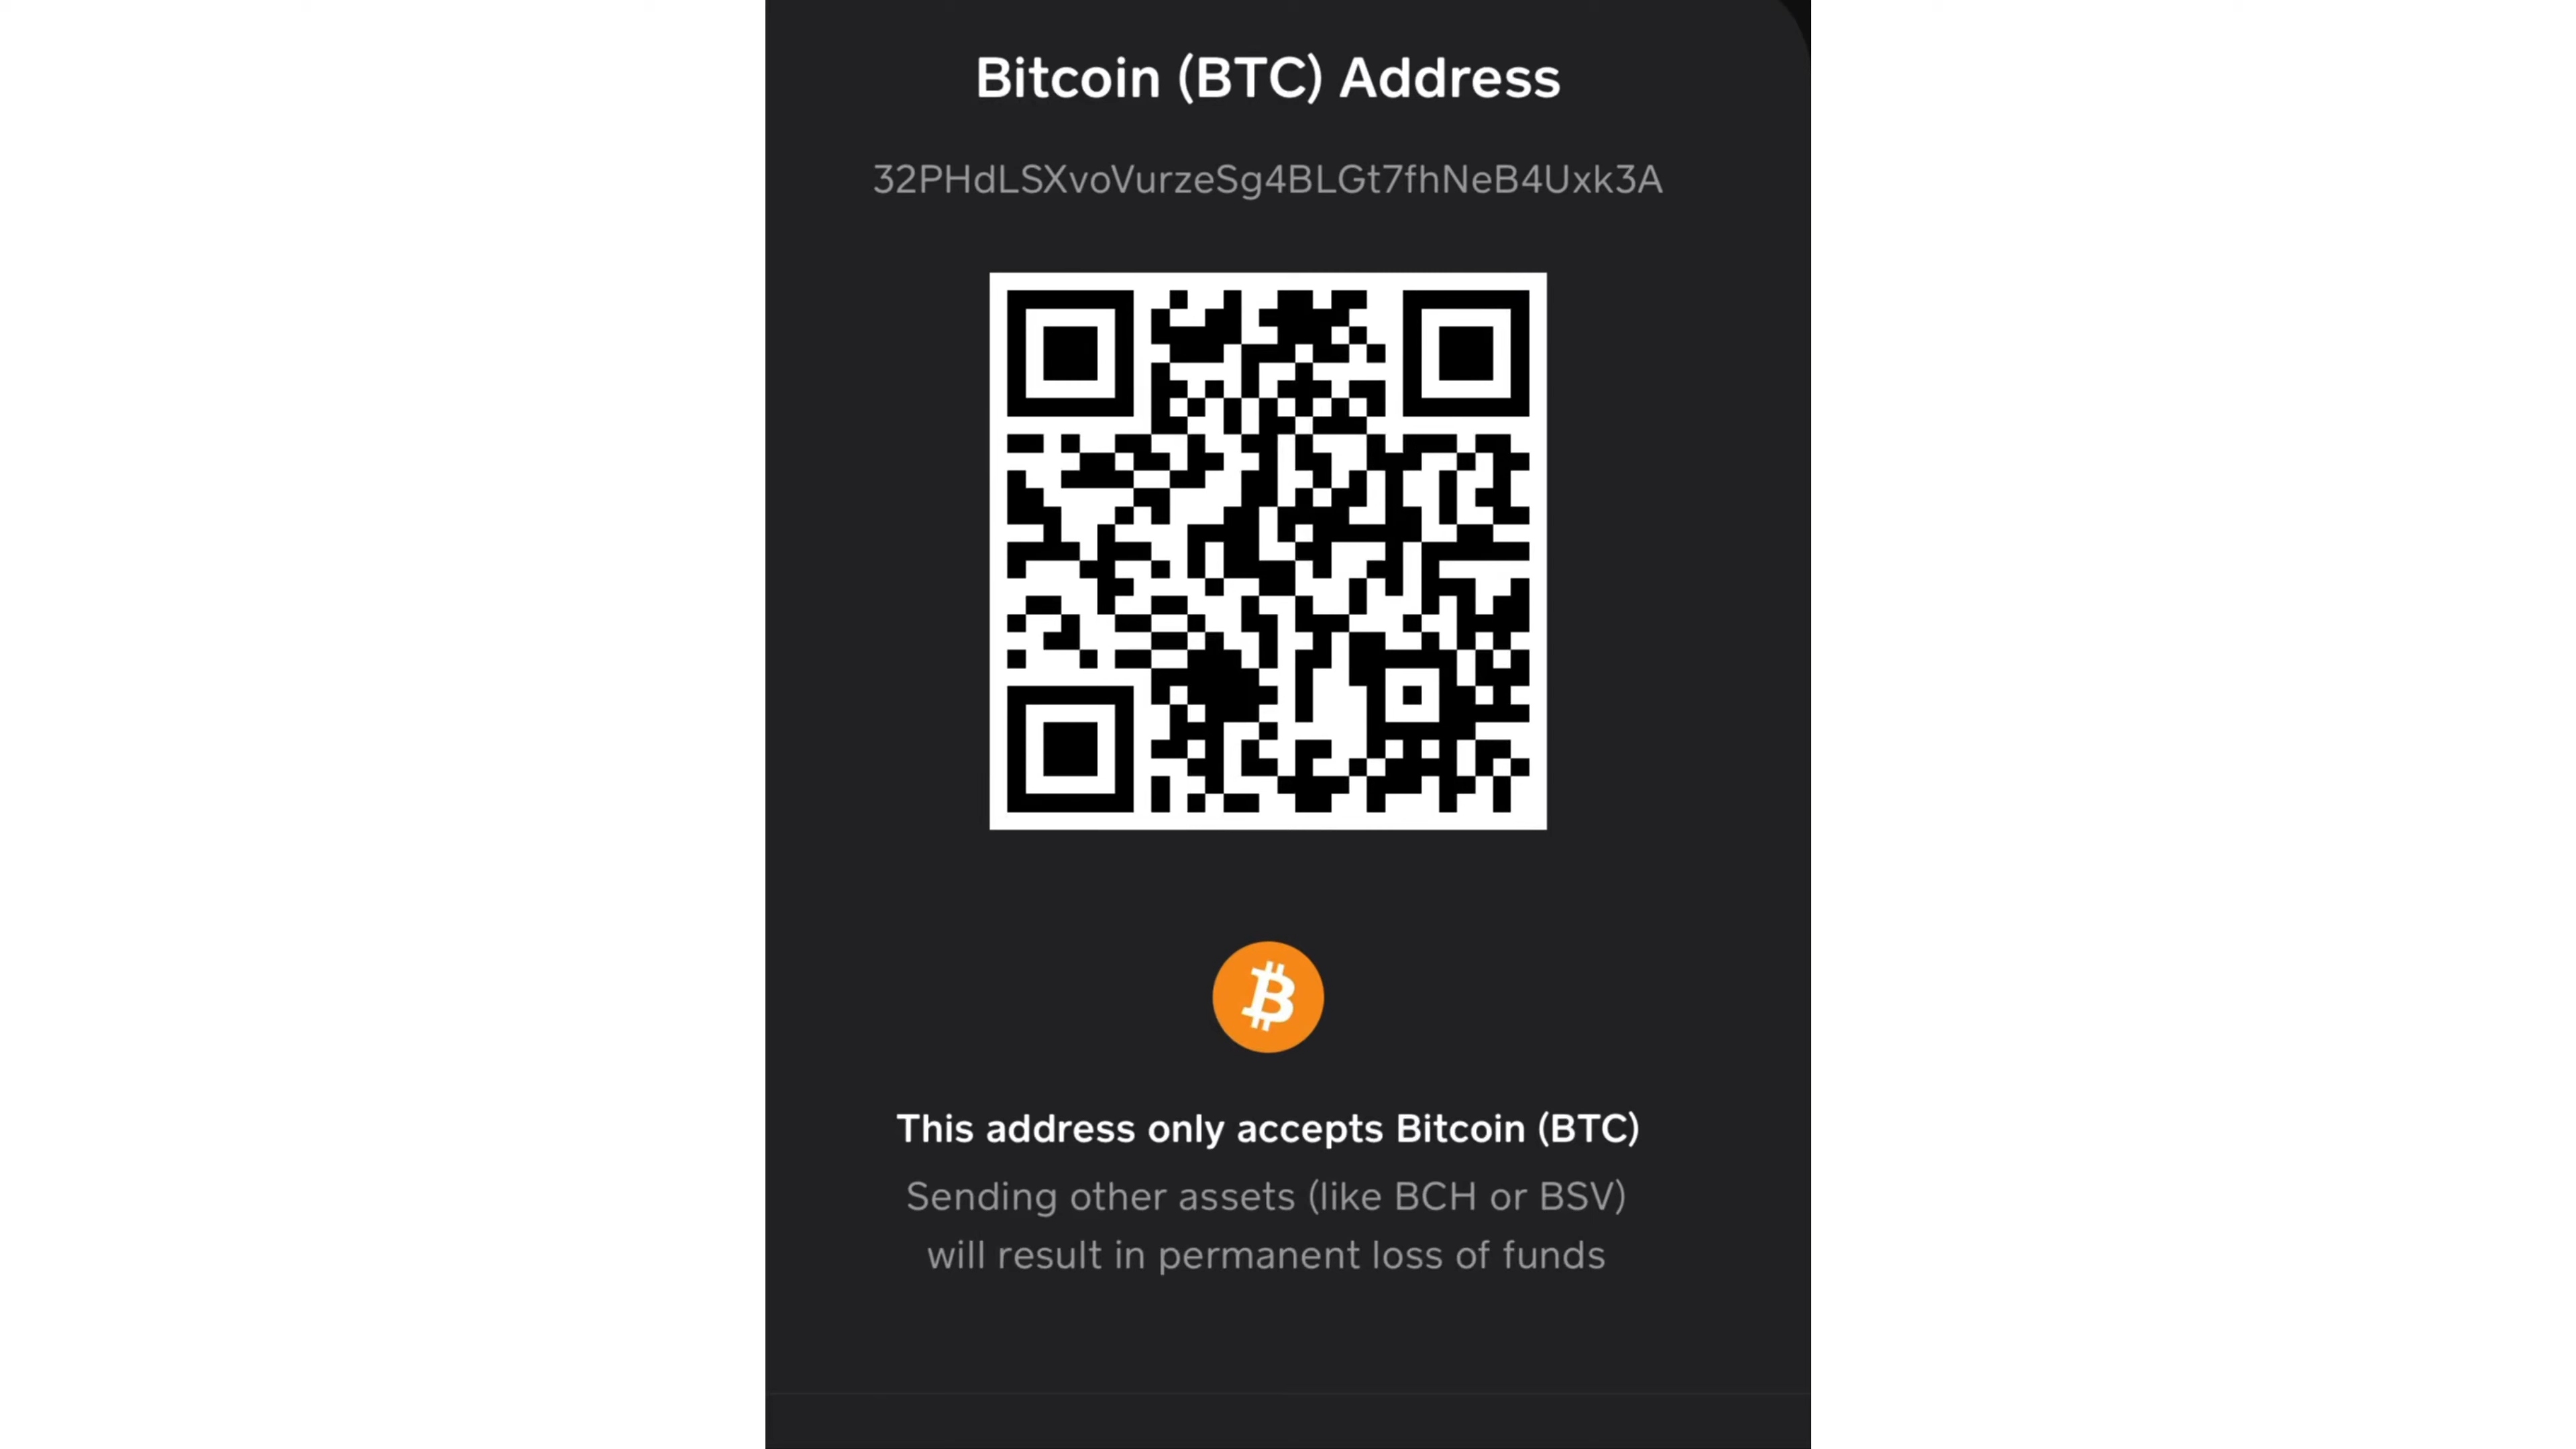 Bitcoin (BTC) Address
32PHdLSXvoVurzeSg4BLGt7fhNeB4Uxk3A
This address only accepts Bitcoin (BTC)
Sending other assets (like BCH or BSV)
will result in permanent loss of funds